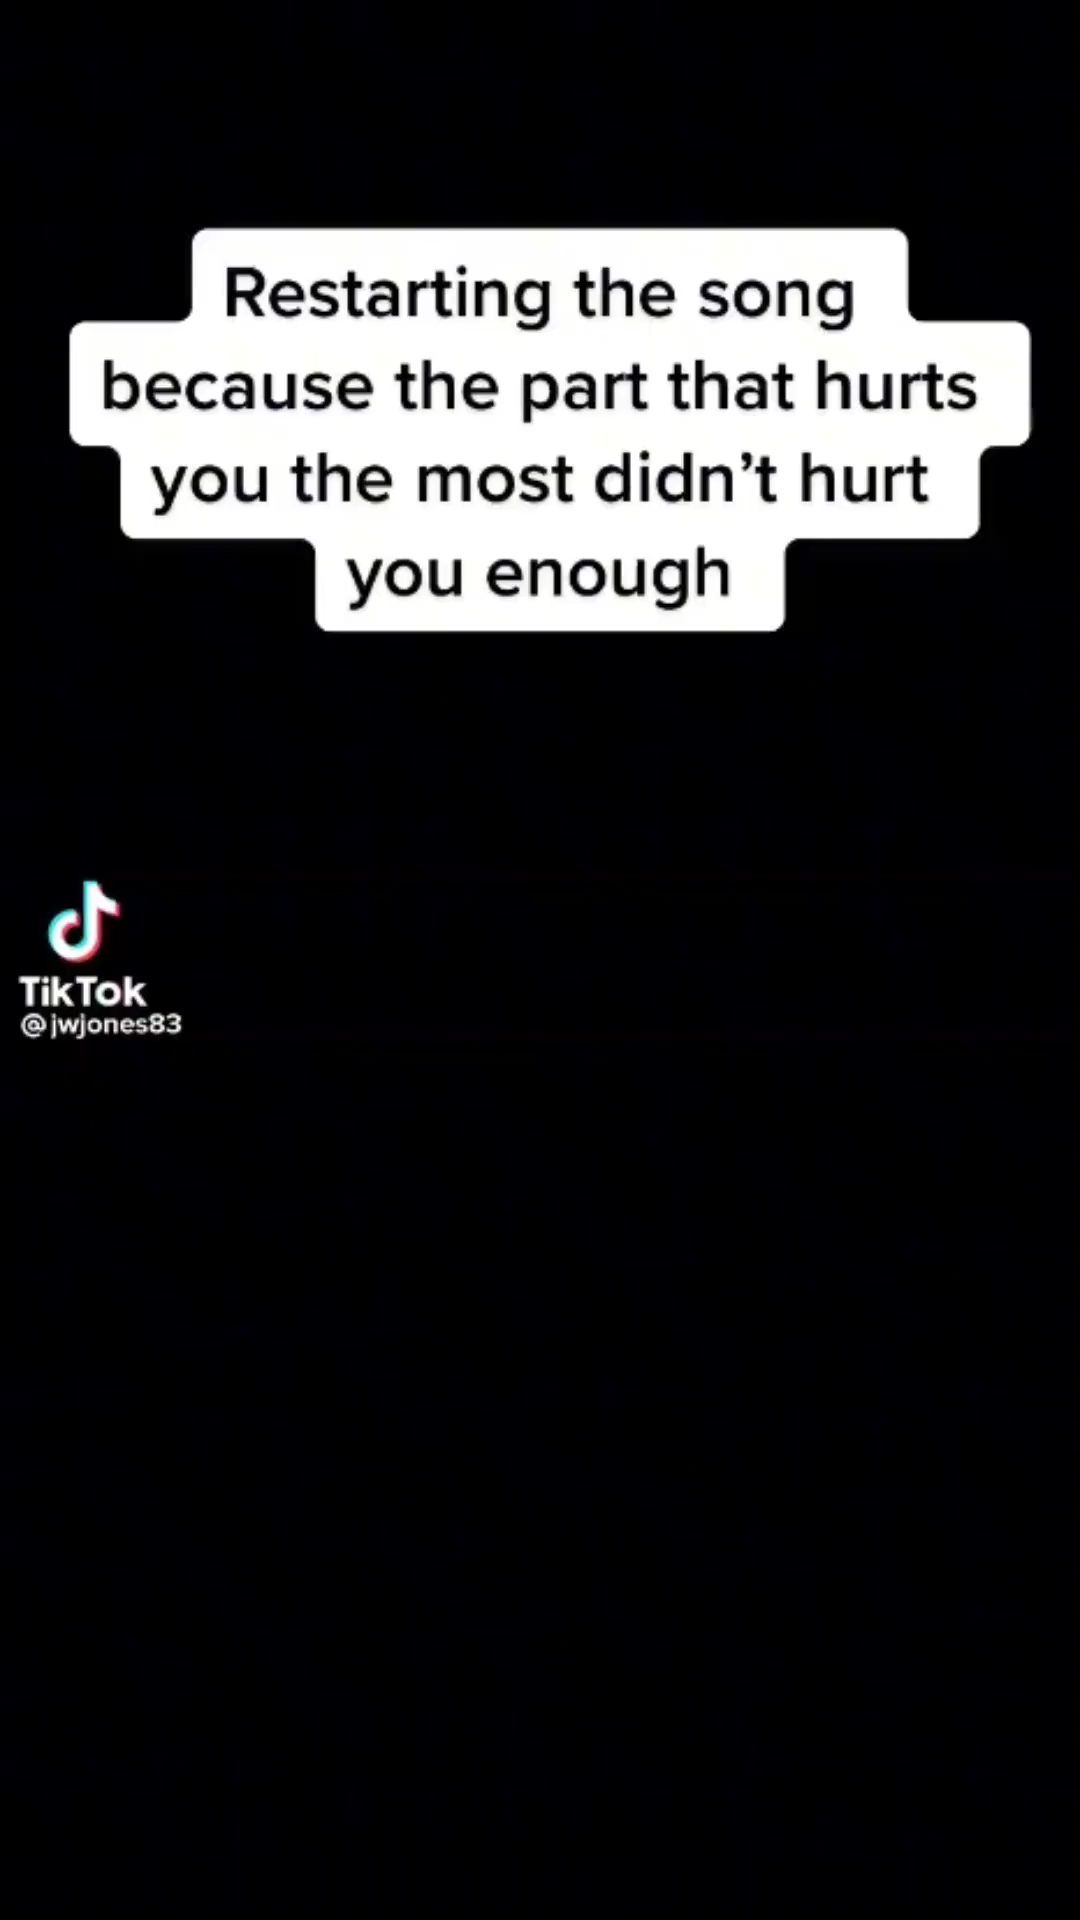 Restarting the song
because the part that hurts
you the most didn’t hurt
you enough
TikTok
@jwjones83